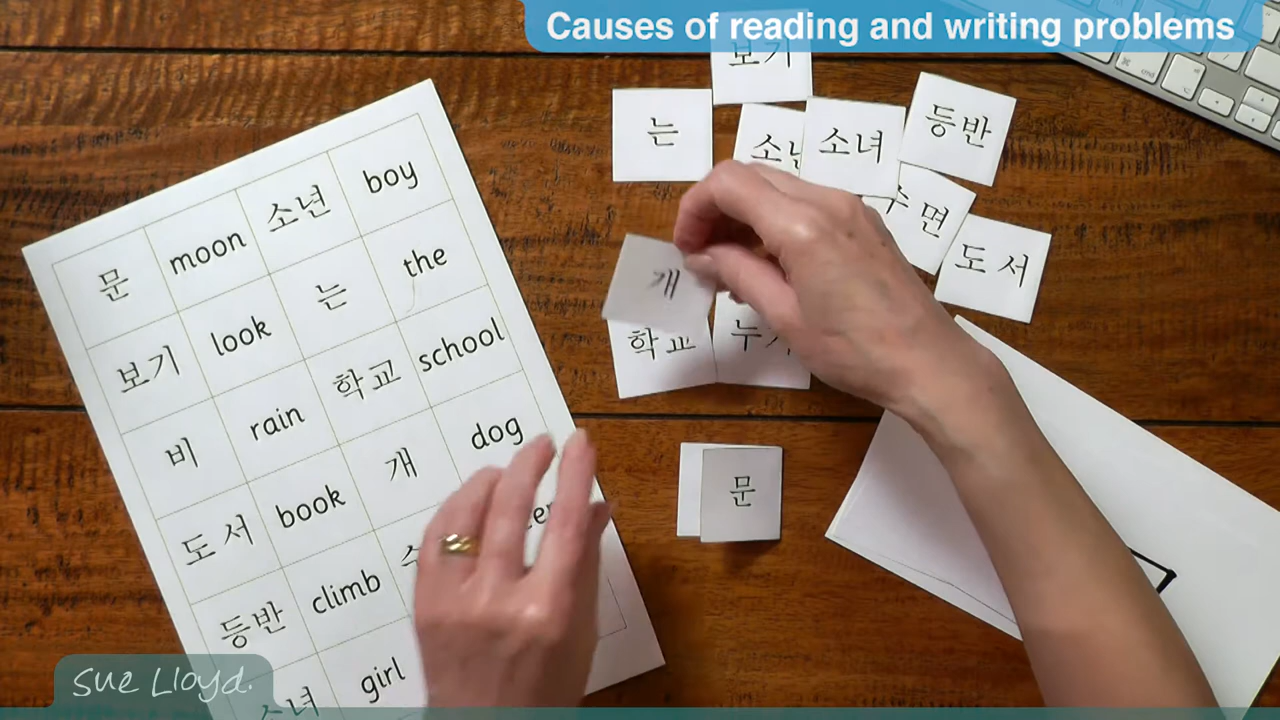 Causes of reading and writing problems
문 moon 소년 boy
보기 look 는 the
비 rain 학교 school
도서 book 개 dog
등반 climb
소녀 girl
보기
는
소녀
등반
도서
개
학교
문
Sue Lloyd.